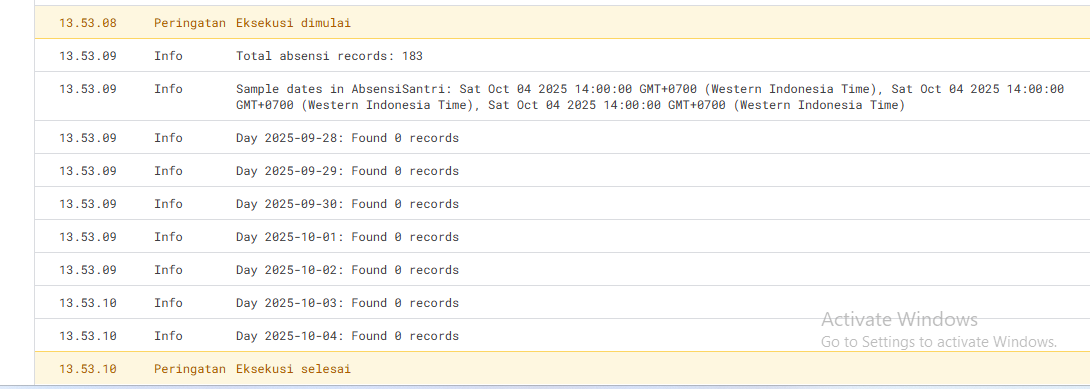 13.53.08 Peringatan Eksekusi dimulai
13.53.09 Info Total absensi records: 183
13.53.09 Info Sample dates in AbsensiSantri: Sat Oct 04 2025 14:00:00 GMT+0700 (Western Indonesia Time), Sat Oct 04 2025 14:00:00
GMT+0700 (Western Indonesia Time), Sat Oct 04 2025 14:00:00 GMT+0700 (Western Indonesia Time)
13.53.09 Info Day 2025-09-28: Found 0 records
13.53.09 Info Day 2025-09-29: Found 0 records
13.53.09 Info Day 2025-09-30: Found 0 records
13.53.09 Info Day 2025-10-01: Found 0 records
13.53.09 Info Day 2025-10-02: Found 0 records
13.53.10 Info Day 2025-10-03: Found 0 records
13.53.10 Info Day 2025-10-04: Found 0 records
13.53.10 Peringatan Eksekusi selesai
Activate Windows
Go to Settings to activate Windows.